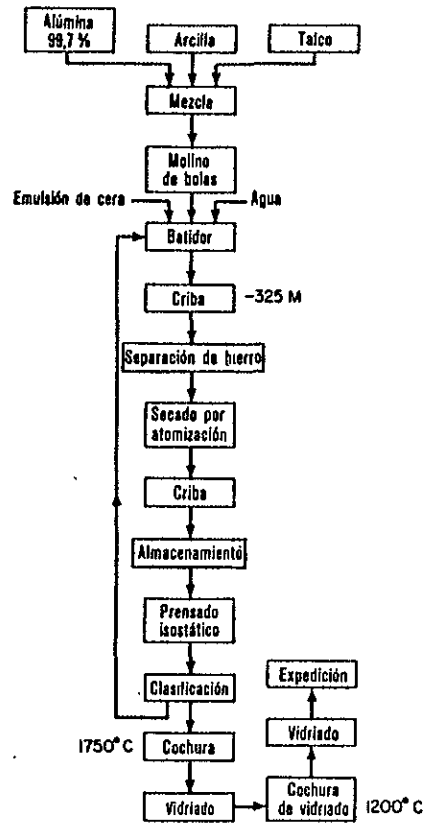 Alúmina
99,7 %
Arcilla
Talco
Mezcla
Molino
de bolas
Emulsión de cera
Agua
Batidor
Criba
-325 M
Separación de hierro
Secado por
atomización
Criba
Almacenamiento
Prensado
isostático
Clasificación
Expedición
1750° C
Cochura
Vidriado
Vidriado
Cochura
de vidriado
1200° C